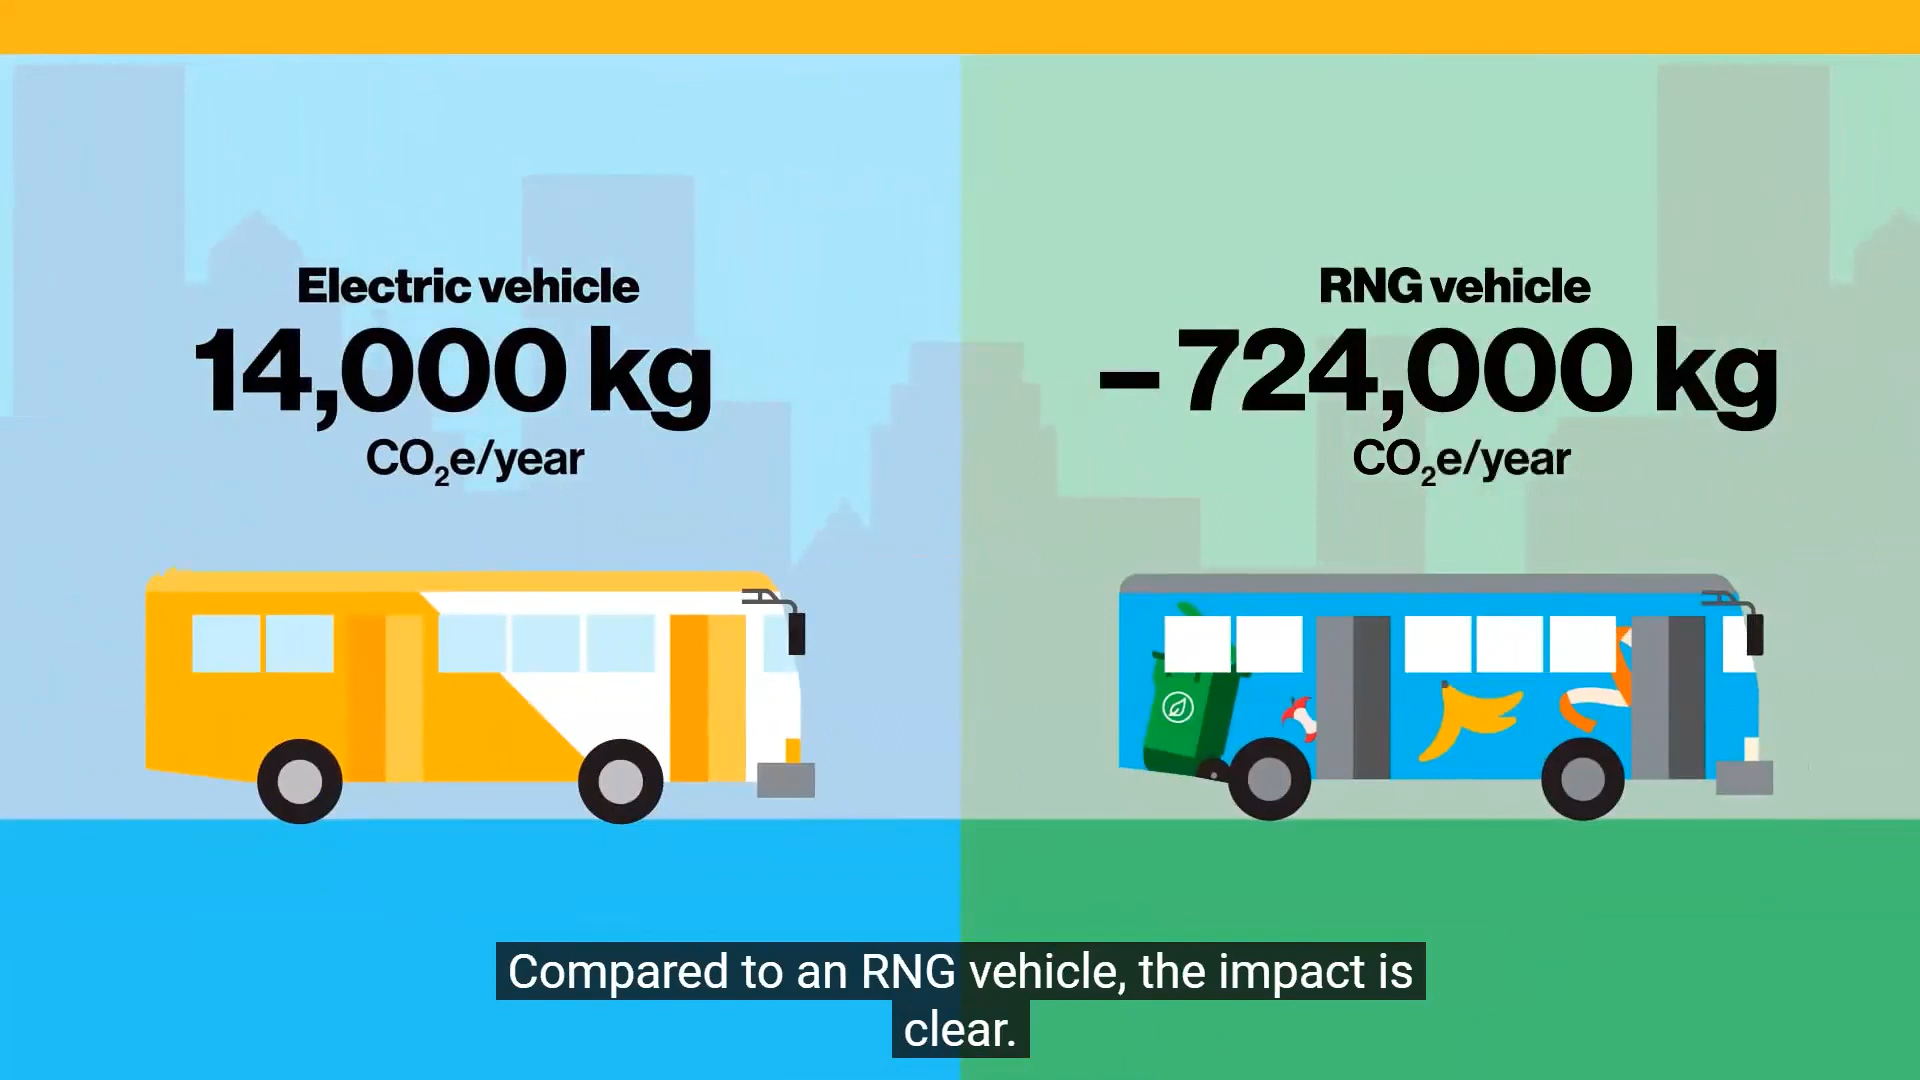 Electric vehicle
14,000 kg
CO₂e/year
RNG vehicle
– 724,000 kg
CO₂e/year
Compared to an RNG vehicle, the impact is
clear.